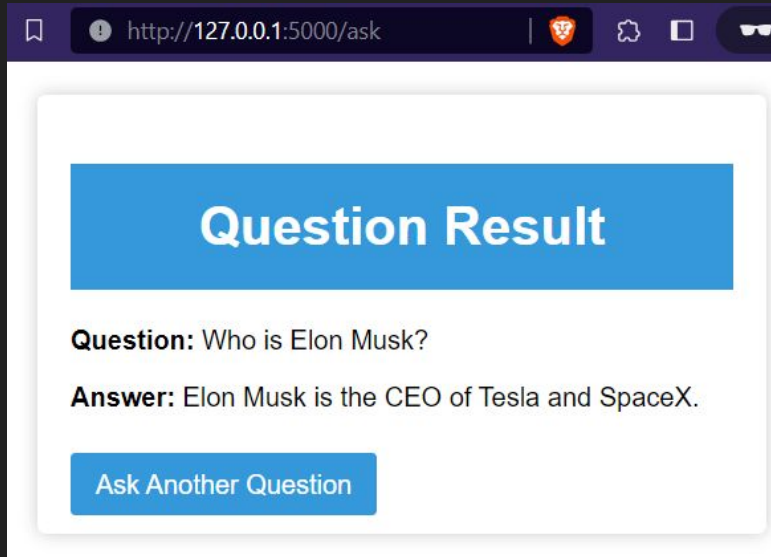 http://127.0.0.1:5000/ask
Question Result
Question: Who is Elon Musk?
Answer: Elon Musk is the CEO of Tesla and SpaceX.
Ask Another Question